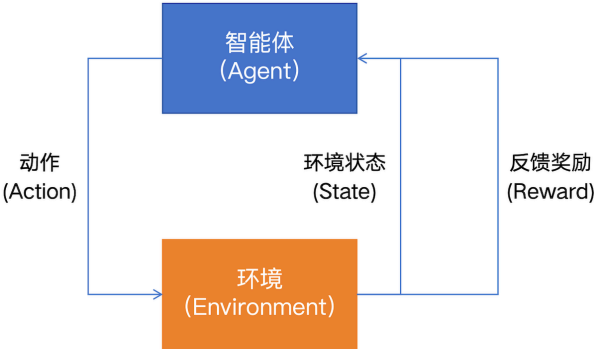 智能体
（Agent）
动作
(Action)
环境状态
(State)
反馈奖励
(Reward)
环境
（Environment）